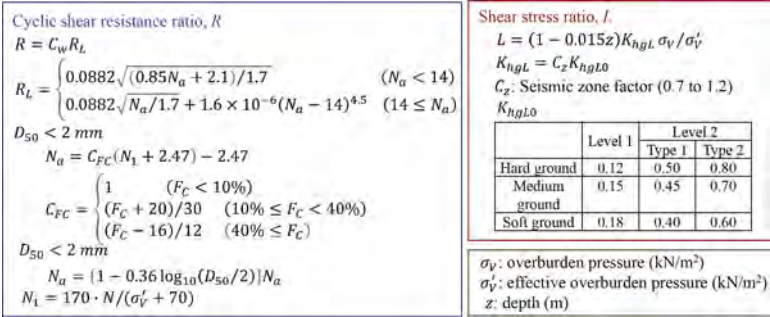 Cyclic shear resistance ratio, R
R = C_w R_L
R_L = { 0.0882√((0.85N_a + 2.1)/1.7) (N_a < 14)
0.0882√(N_a/1.7) + 1.6 × 10^{-6}(N_a − 14)^{4.5} (14 ≤ N_a)
D_50 < 2 mm
N_a = C_FC(N_1 + 2.47) − 2.47
C_FC = { 1 (F_C < 10%)
(F_C + 20)/30 (10% ≤ F_C < 40%)
(F_C − 16)/12 (40% ≤ F_C)
D_50 < 2 mm
N_a = {1 − 0.36 log_10(D_50/2)}N_a
N_1 = 170 · N/(σ'_V + 70)
Shear stress ratio, L
L = (1 − 0.015z)K_hgL σ_V/σ'_V
K_hgL = C_z K_hgL0
C_z: Seismic zone factor (0.7 to 1.2)
K_hgL0
Level 1 Level 2
Type 1 Type 2
Hard ground 0.12 0.50 0.80
Medium ground 0.15 0.45 0.70
Soft ground 0.18 0.40 0.60
σ_V: overburden pressure (kN/m²)
σ'_V: effective overburden pressure (kN/m²)
z: depth (m)